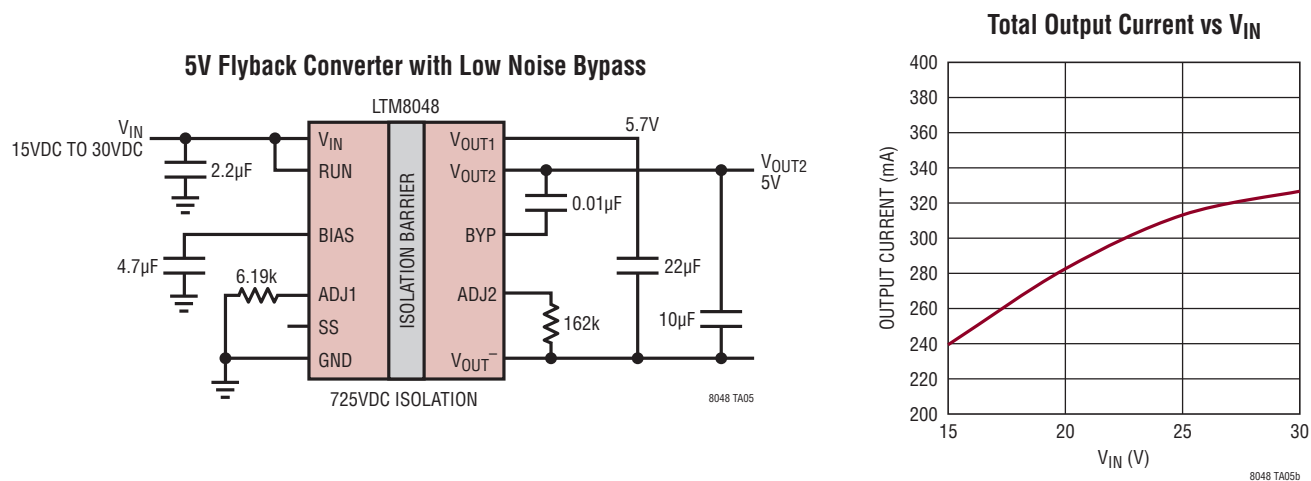 5V Flyback Converter with Low Noise Bypass
LTM8048
VIN
15VDC TO 30VDC
2.2µF
4.7µF
6.19k
VIN
RUN
BIAS
ADJ1
SS
GND
ISOLATION BARRIER
VOUT1
VOUT2
BYP
ADJ2
VOUT–
5.7V
VOUT2
5V
0.01µF
22µF
162k
10µF
725VDC ISOLATION
8048 TA05
Total Output Current vs VIN
OUTPUT CURRENT (mA)
400
380
360
340
320
300
280
260
240
220
200
15
20
25
30
VIN (V)
8048 TA05b